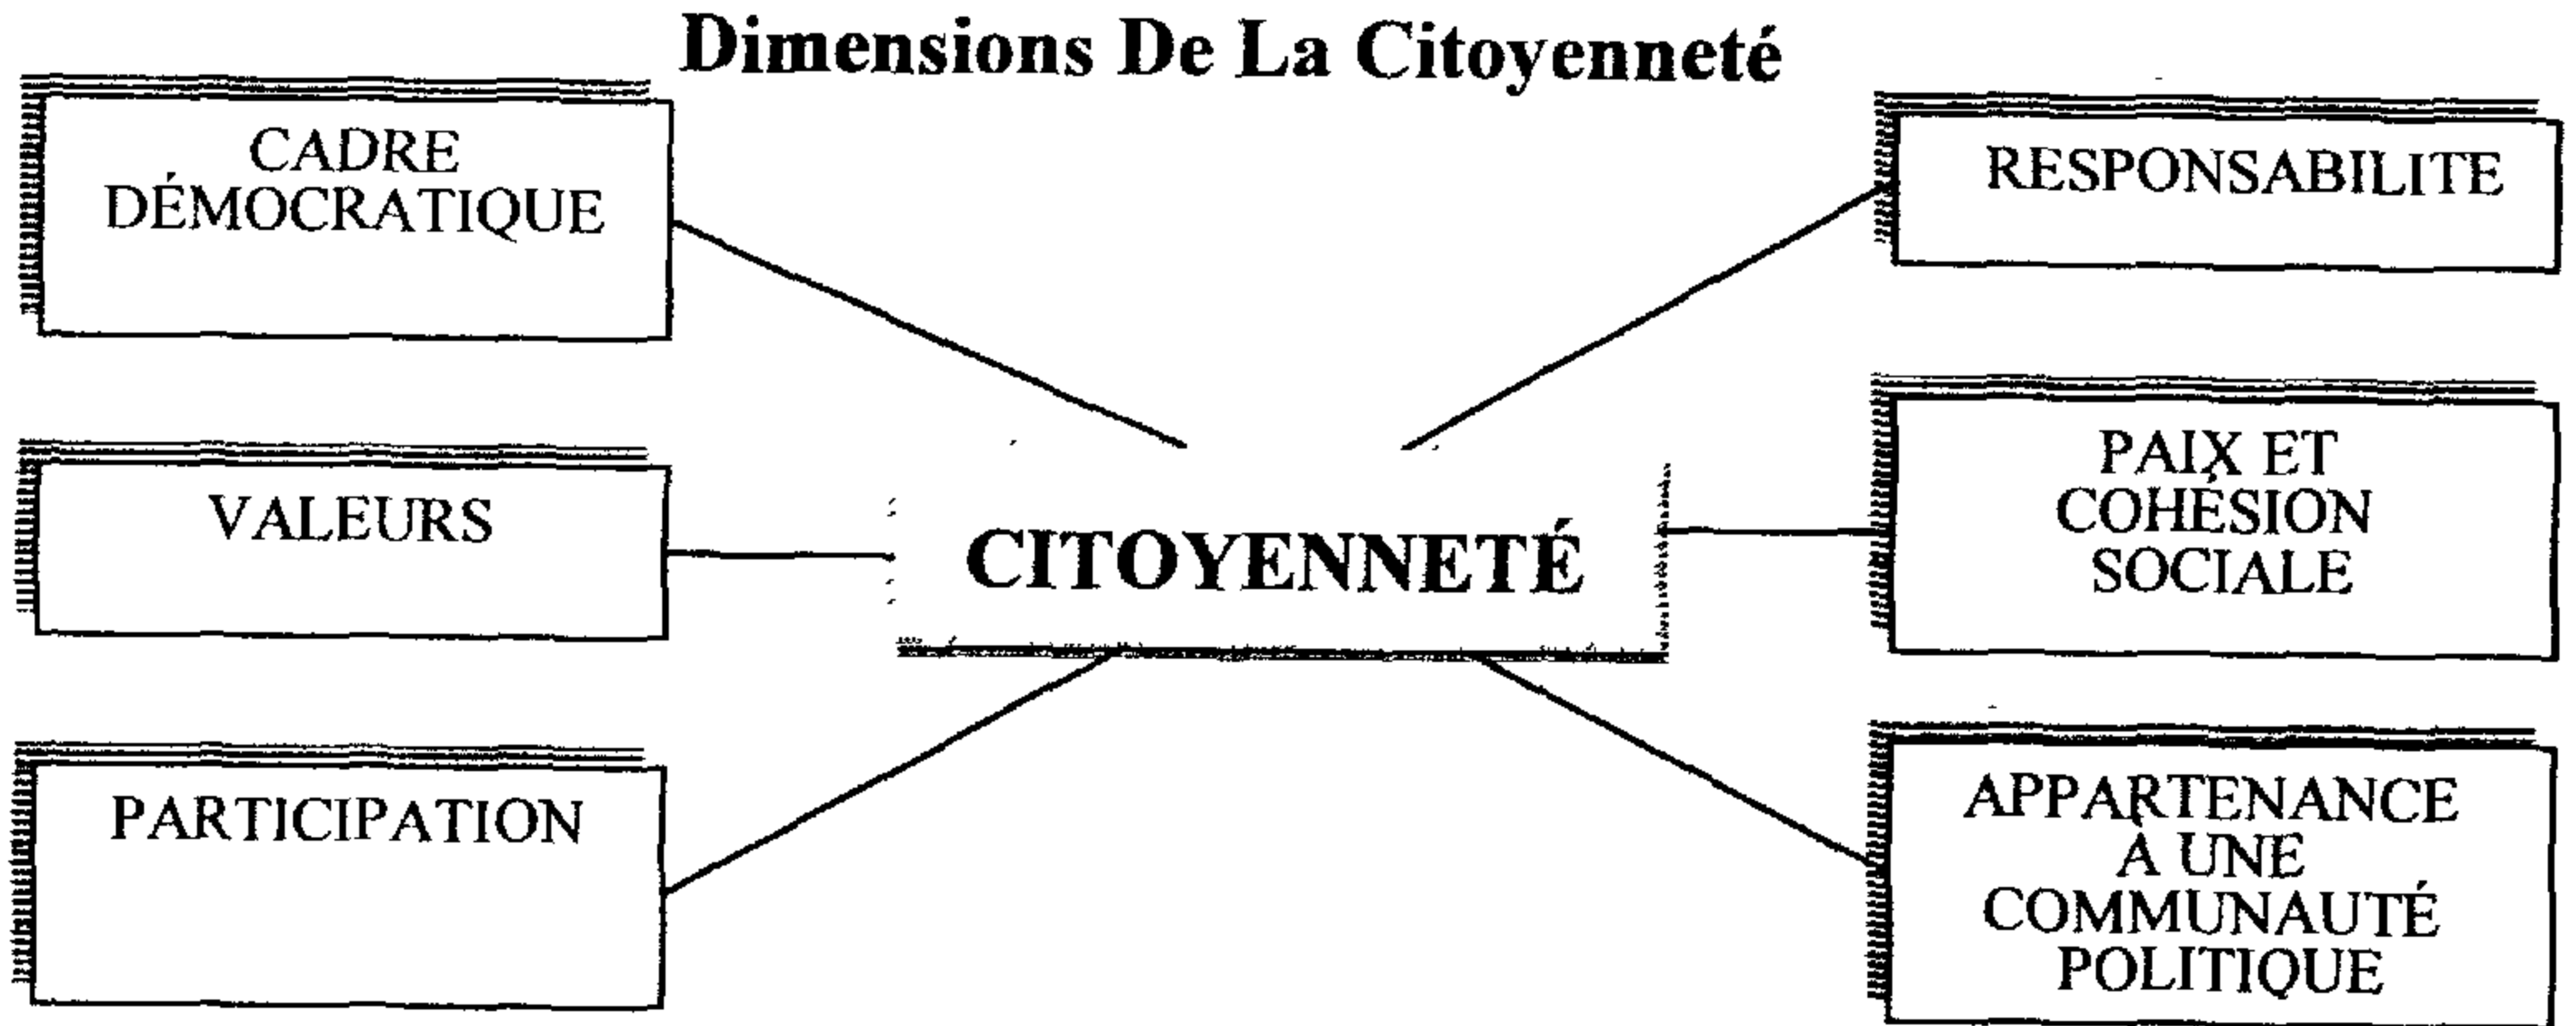 Dimensions De La Citoyenneté
CADRE
DÉMOCRATIQUE
RESPONSABILITE
VALEURS
CITOYENNETÉ
PAIX ET
COHÉSION
SOCIALE
PARTICIPATION
APPARTENANCE
À UNE
COMMUNAUTÉ
POLITIQUE